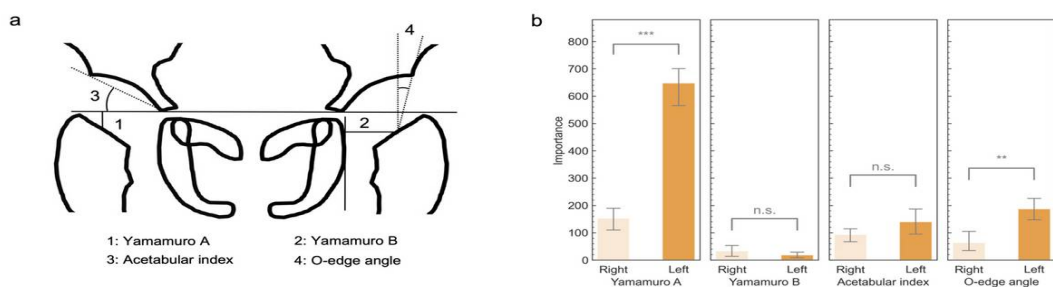 a
4
3
1
2
1: Yamamuro A
2: Yamamuro B
3: Acetabular index
4: O-edge angle
b
Importance
800
700
600
500
400
300
200
100
0
***
n.s.
n.s.
**
Right Left Right Left Right Left Right Left
Yamamuro A Yamamuro B Acetabular index O-edge angle